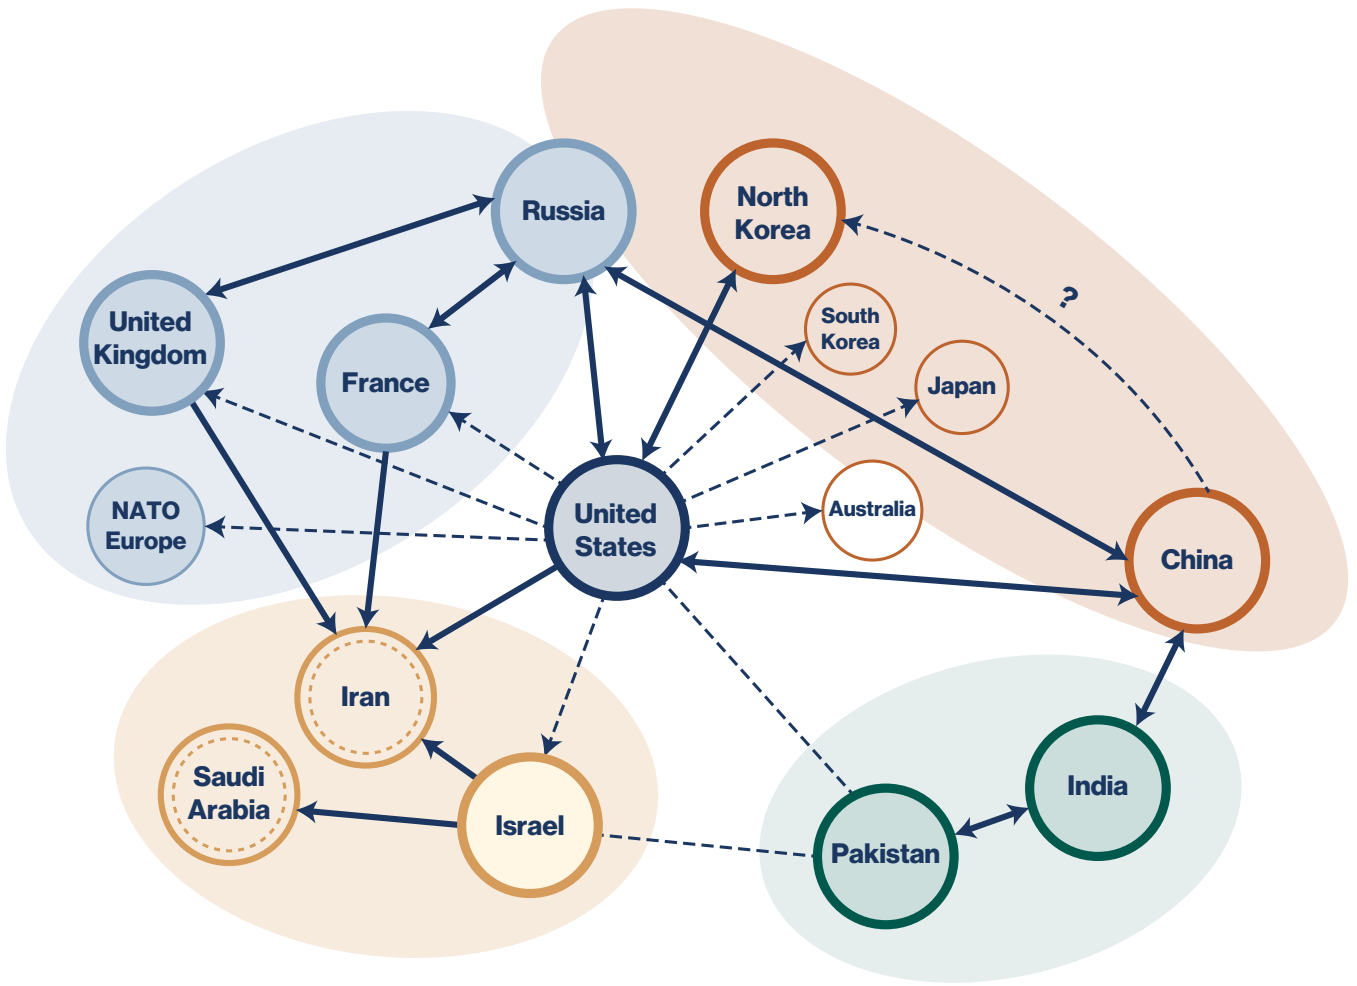 Russia
North
Korea
?
United
Kingdom
South
Korea
France
Japan
NATO
Europe
United
States
Australia
China
Iran
Saudi
Arabia
Israel
India
Pakistan